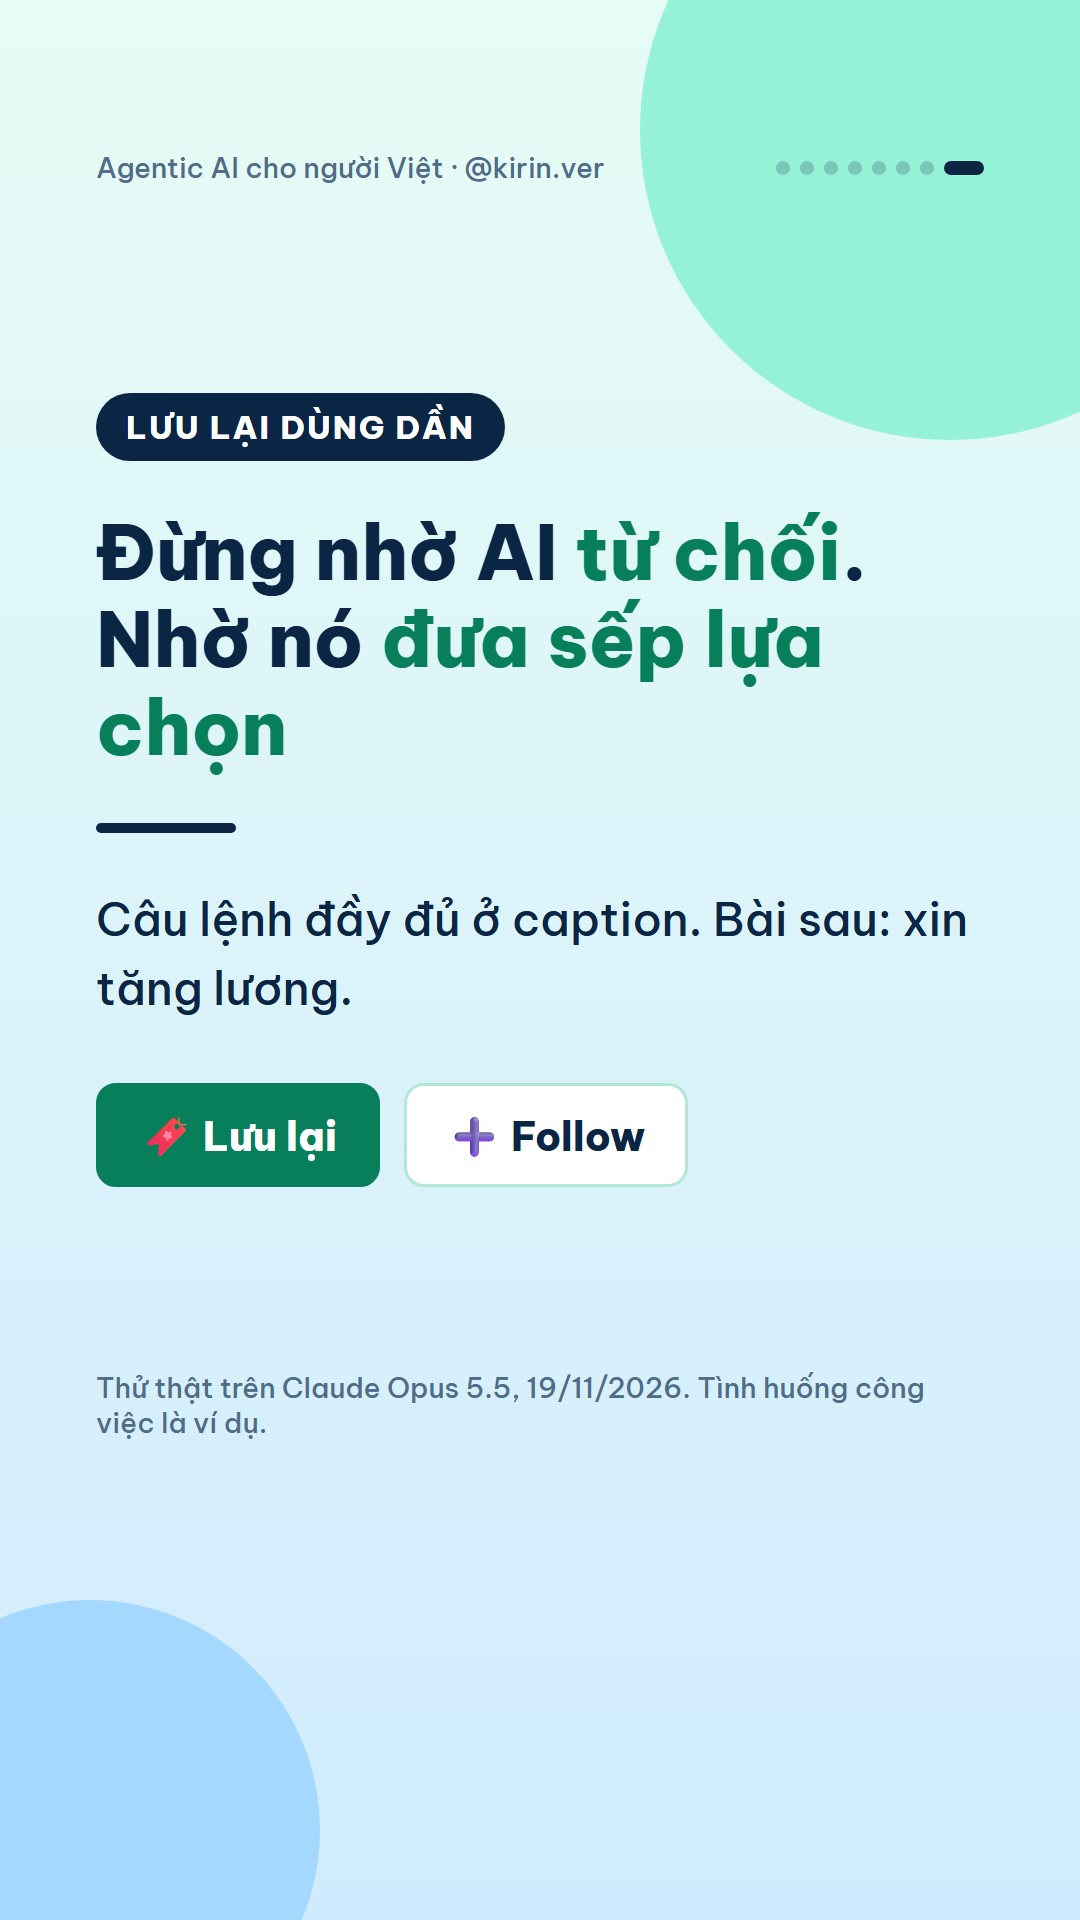 Agentic AI cho người Việt · @kirin.ver
LƯU LẠI DÙNG DẦN
Đừng nhờ AI từ chối.
Nhờ nó đưa sếp lựa
chọn
Câu lệnh đầy đủ ở caption. Bài sau: xin
tăng lương.
Lưu lại
Follow
Thử thật trên Claude Opus 5.5, 19/11/2026. Tình huống công
việc là ví dụ.